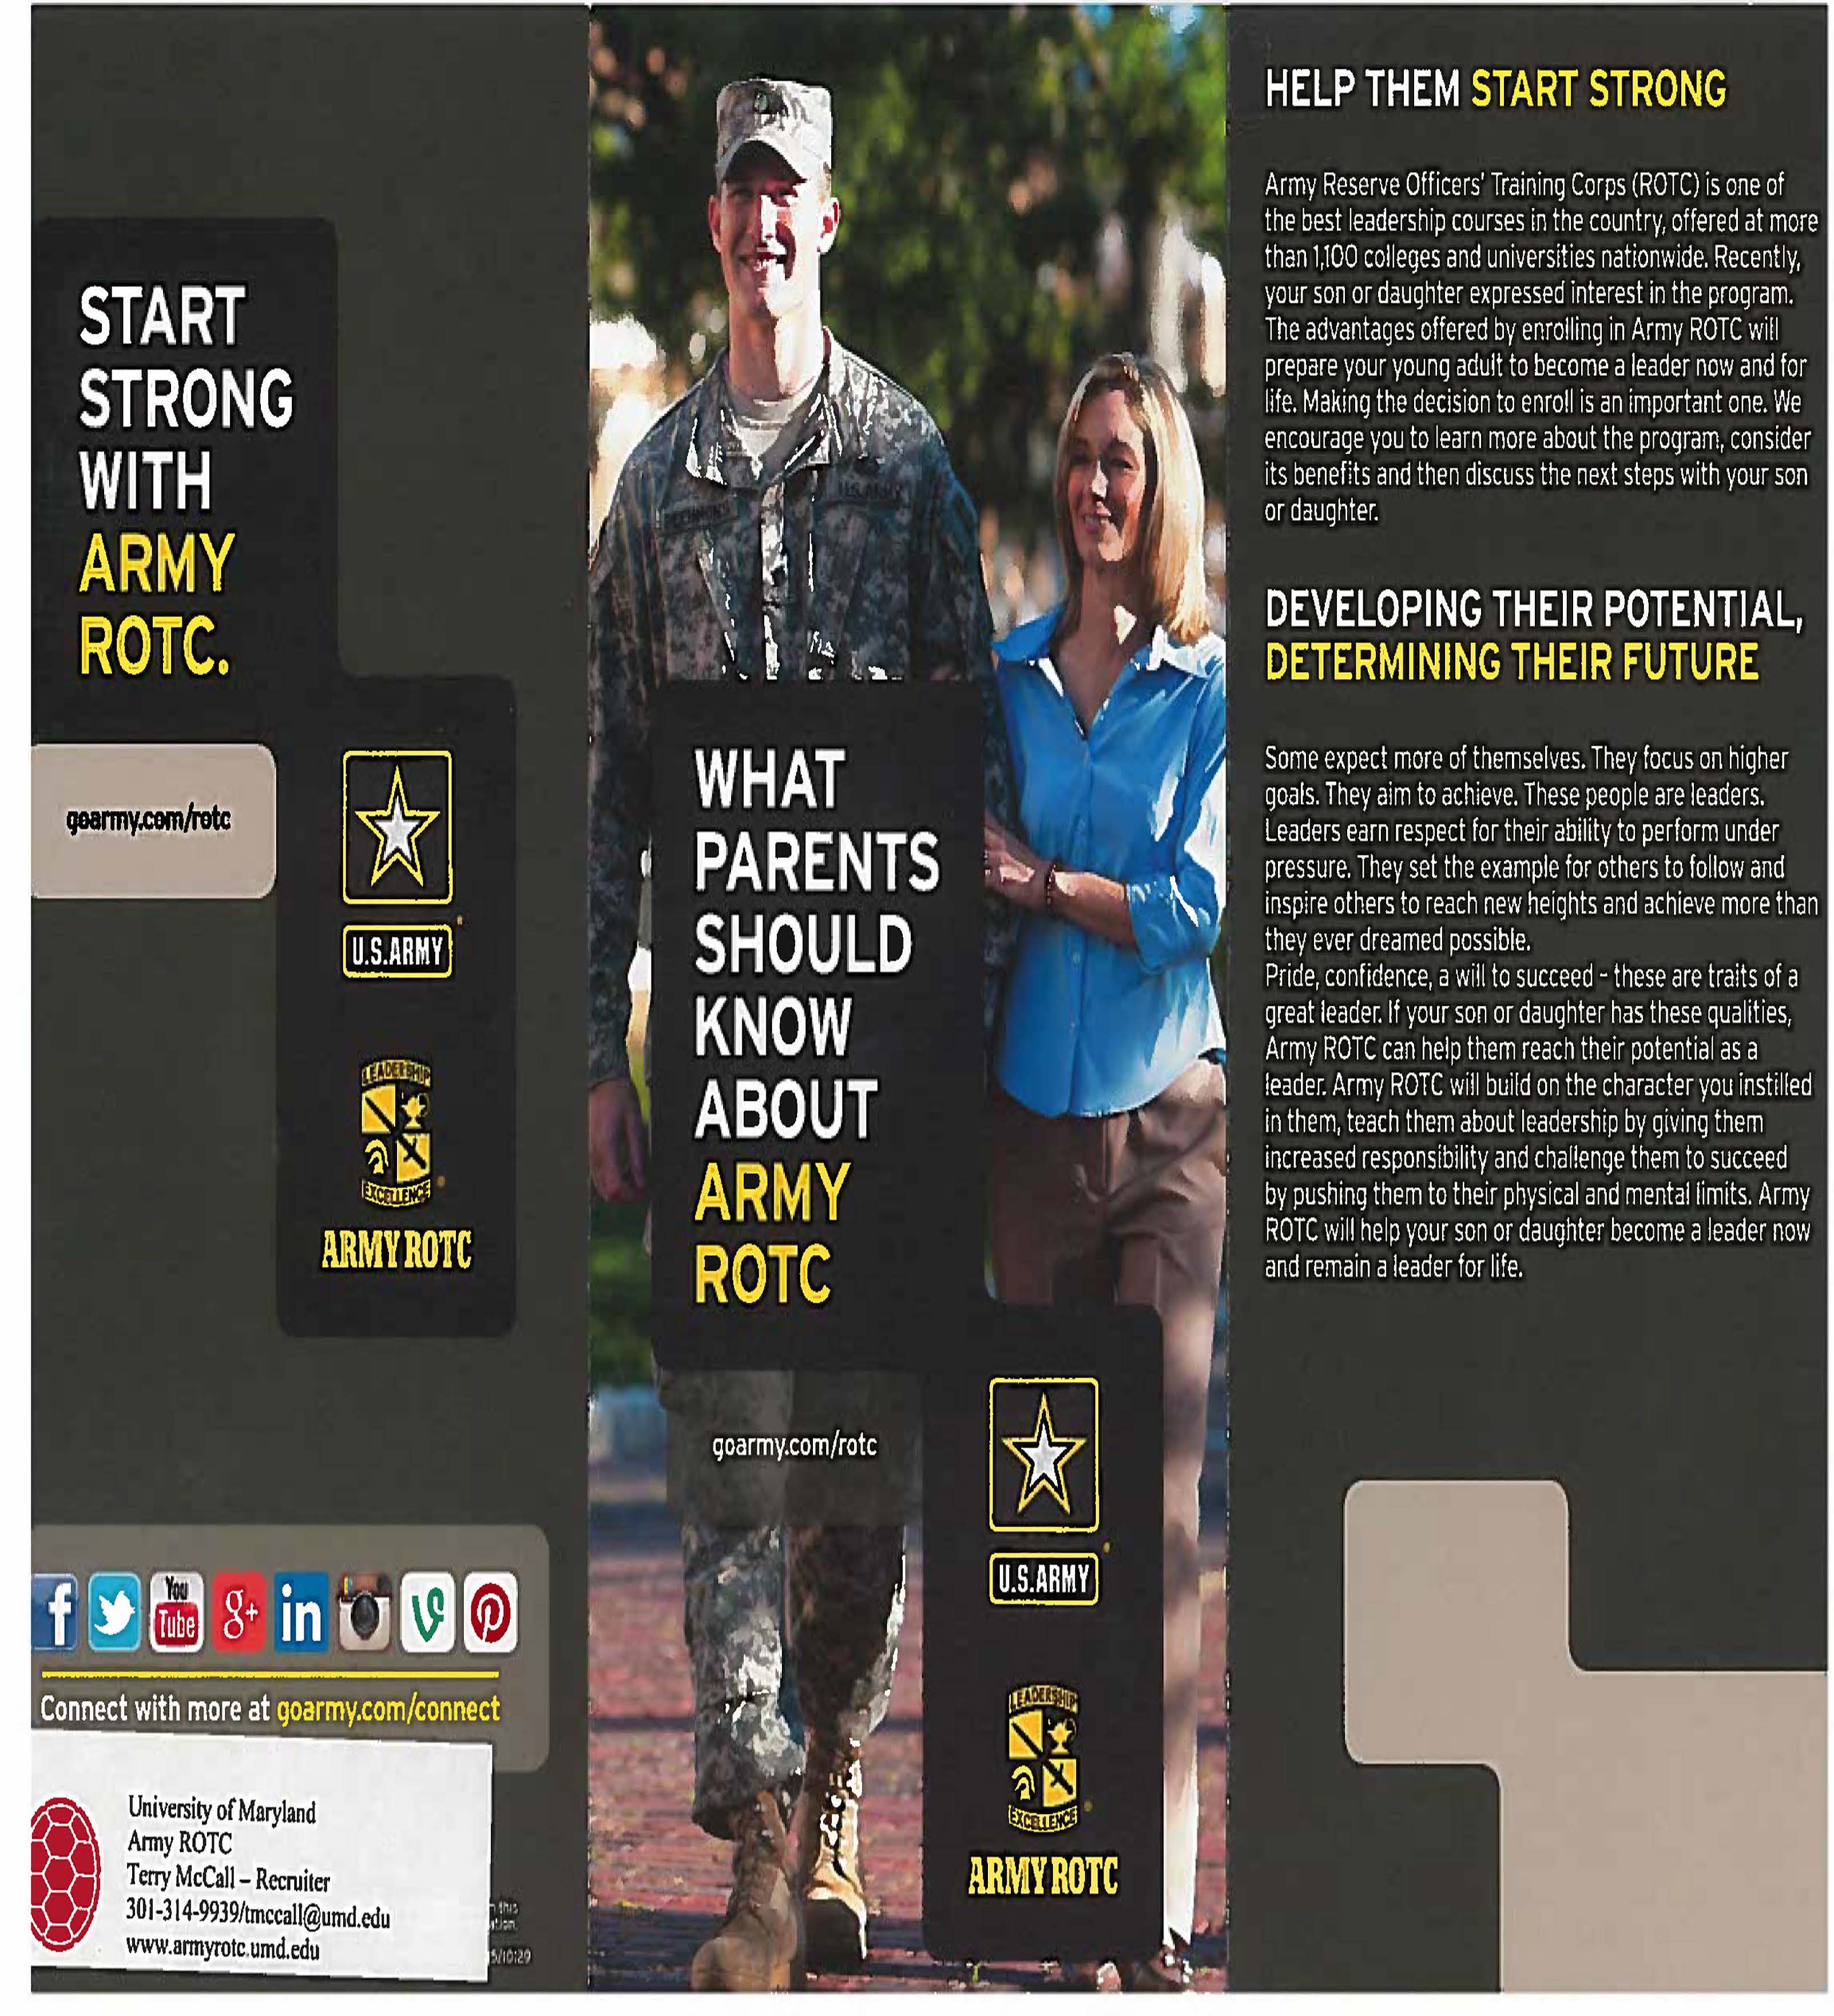 START
STRONG
WITH
ARMY
ROTC.
goarmy.com/rotc
U.S.ARMY
LEADERSHIP
EXCELLENCE
ARMY ROTC
You
Tube
g+
in
Connect with more at goarmy.com/connect
University of Maryland
Army ROTC
Terry McCall – Recruiter
301-314-9939/tmccall@umd.edu
www.armyrotc.umd.edu
5/10:29
U.S.ARMY
WHAT
PARENTS
SHOULD
KNOW
ABOUT
ARMY
ROTC
goarmy.com/rotc
U.S.ARMY
LEADERSHIP
EXCELLENCE
ARMY ROTC
HELP THEM START STRONG
Army Reserve Officers' Training Corps (ROTC) is one of
the best leadership courses in the country, offered at more
than 1,100 colleges and universities nationwide. Recently,
your son or daughter expressed interest in the program.
The advantages offered by enrolling in Army ROTC will
prepare your young adult to become a leader now and for
life. Making the decision to enroll is an important one. We
encourage you to learn more about the program, consider
its benefits and then discuss the next steps with your son
or daughter.
DEVELOPING THEIR POTENTIAL,
DETERMINING THEIR FUTURE
Some expect more of themselves. They focus on higher
goals. They aim to achieve. These people are leaders.
Leaders earn respect for their ability to perform under
pressure. They set the example for others to follow and
inspire others to reach new heights and achieve more than
they ever dreamed possible.
Pride, confidence, a will to succeed – these are traits of a
great leader. If your son or daughter has these qualities,
Army ROTC can help them reach their potential as a
leader. Army ROTC will build on the character you instilled
in them, teach them about leadership by giving them
increased responsibility and challenge them to succeed
by pushing them to their physical and mental limits. Army
ROTC will help your son or daughter become a leader now
and remain a leader for life.